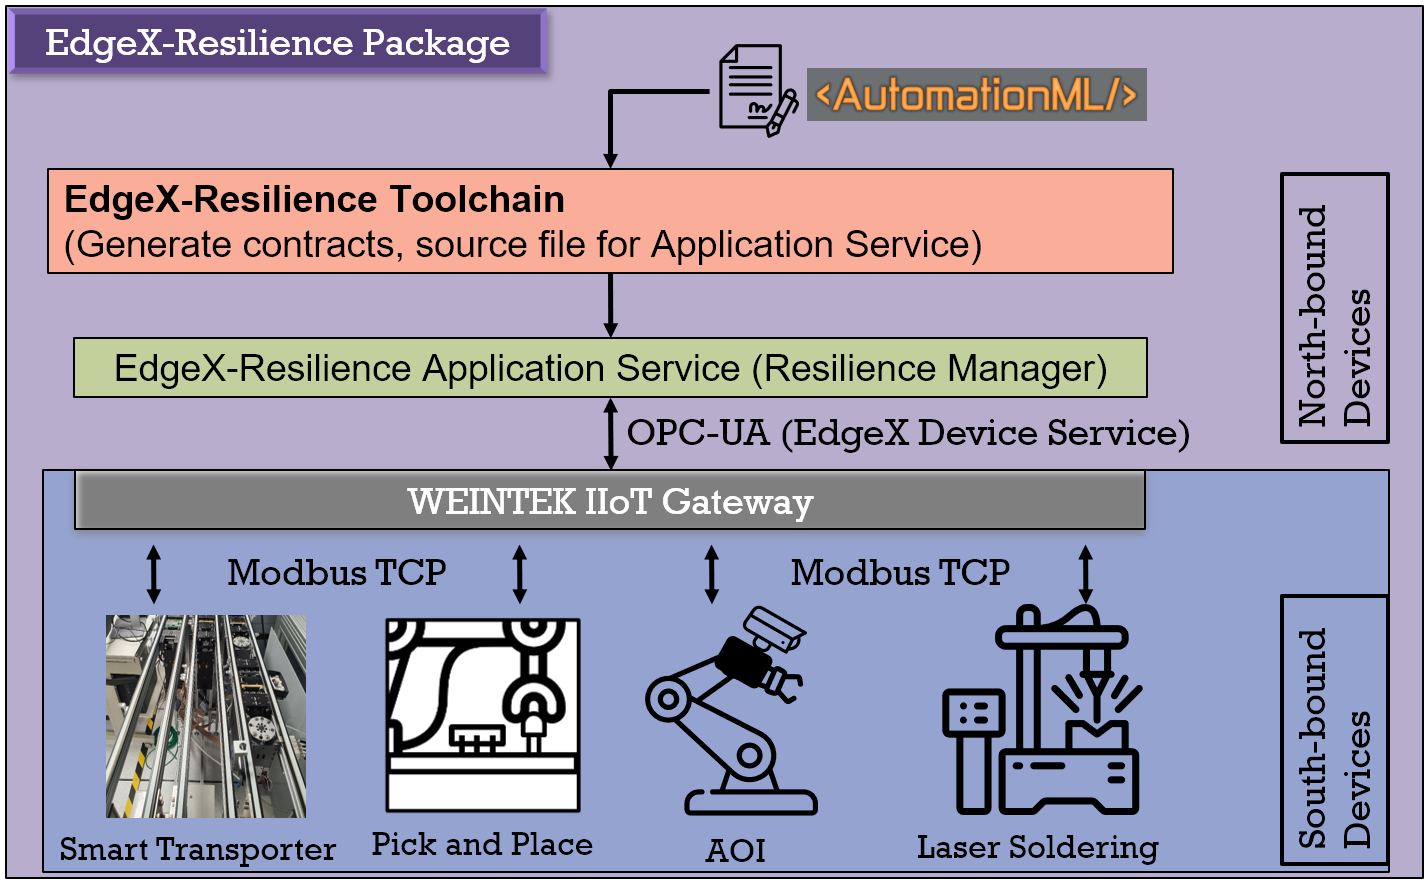 EdgeX-Resilience Package
<AutomationML/>
EdgeX-Resilience Toolchain
(Generate contracts, source file for Application Service)
EdgeX-Resilience Application Service (Resilience Manager)
OPC-UA (EdgeX Device Service)
North-bound
Devices
WEINTEK IIoT Gateway
Modbus TCP
Modbus TCP
Smart Transporter
Pick and Place
AOI
Laser Soldering
South-bound
Devices